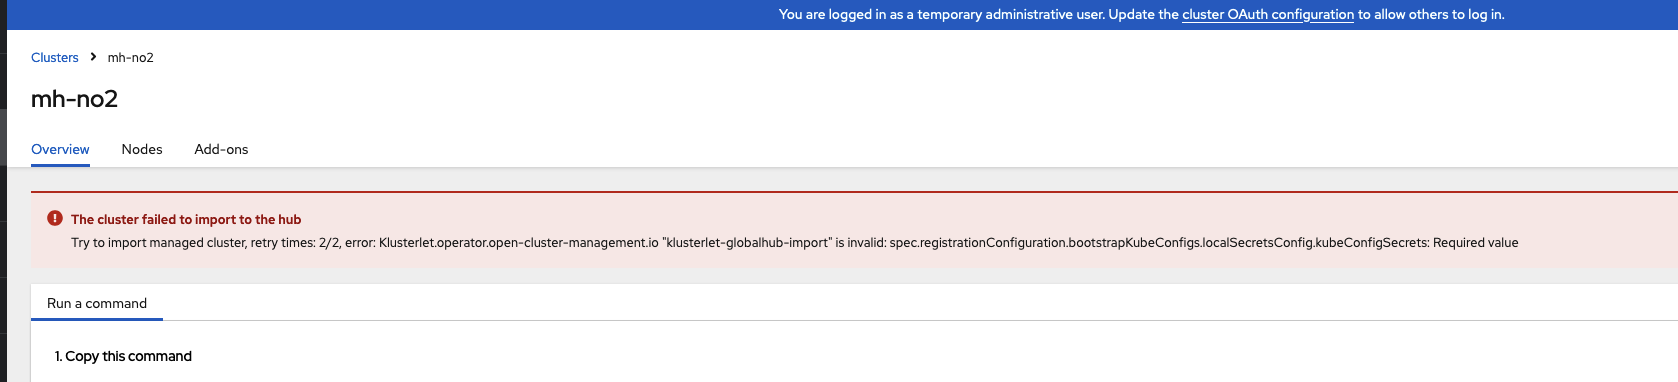 You are logged in as a temporary administrative user. Update the cluster OAuth configuration to allow others to log in.
Clusters > mh-no2
mh-no2
Overview Nodes Add-ons
The cluster failed to import to the hub
Try to import managed cluster, retry times: 2/2, error: Klusterlet.operator.open-cluster-management.io "klusterlet-globalhub-import" is invalid: spec.registrationConfiguration.bootstrapKubeConfigs.localSecretsConfig.kubeConfigSecrets: Required value
Run a command
1. Copy this command